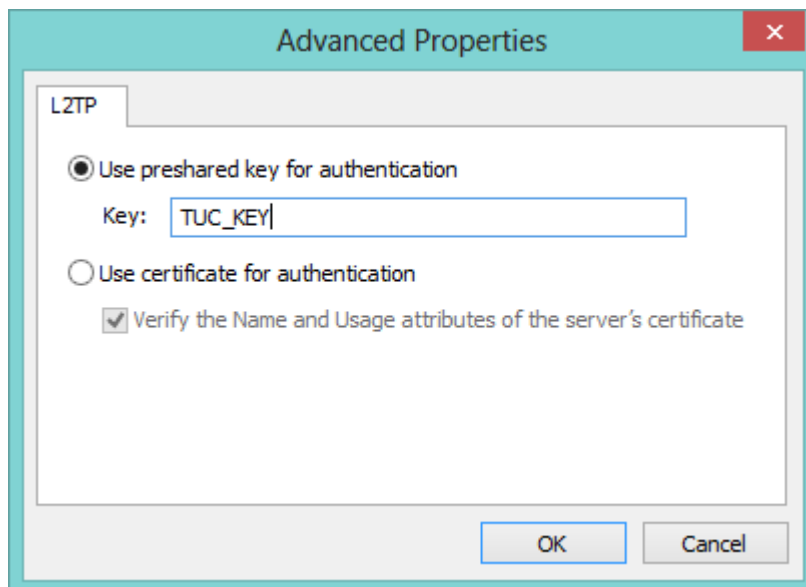 Advanced Properties
L2TP
Use preshared key for authentication
Key: TUC_KEY
Use certificate for authentication
Verify the Name and Usage attributes of the server's certificate
OK Cancel